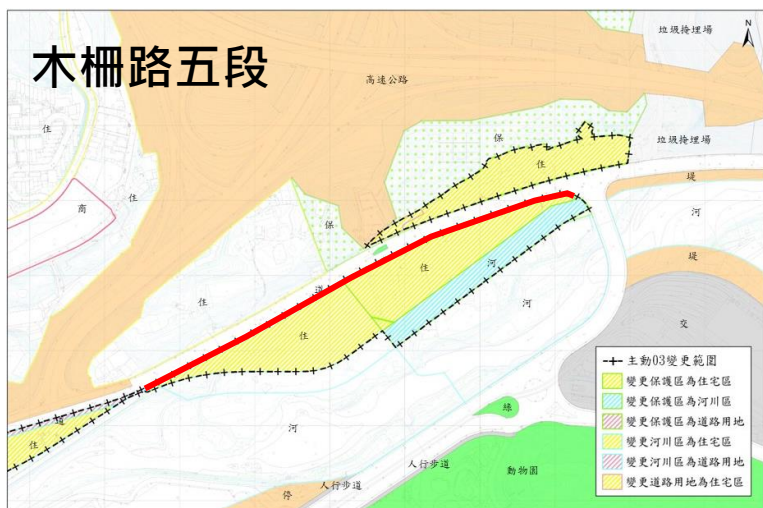 木柵路五段
N
垃圾掩埋場
高速公路
住
保
住
垃圾掩埋場
堤
住
商
河
保
住
河
住
道
河
堤
住
交
道
住
河
綠
人行步道
動物園
人行步道
停
主動03變更範圍
變更保護區為住宅區
變更保護區為河川區
變更保護區為道路用地
變更河川區為住宅區
變更河川區為道路用地
變更道路用地為住宅區